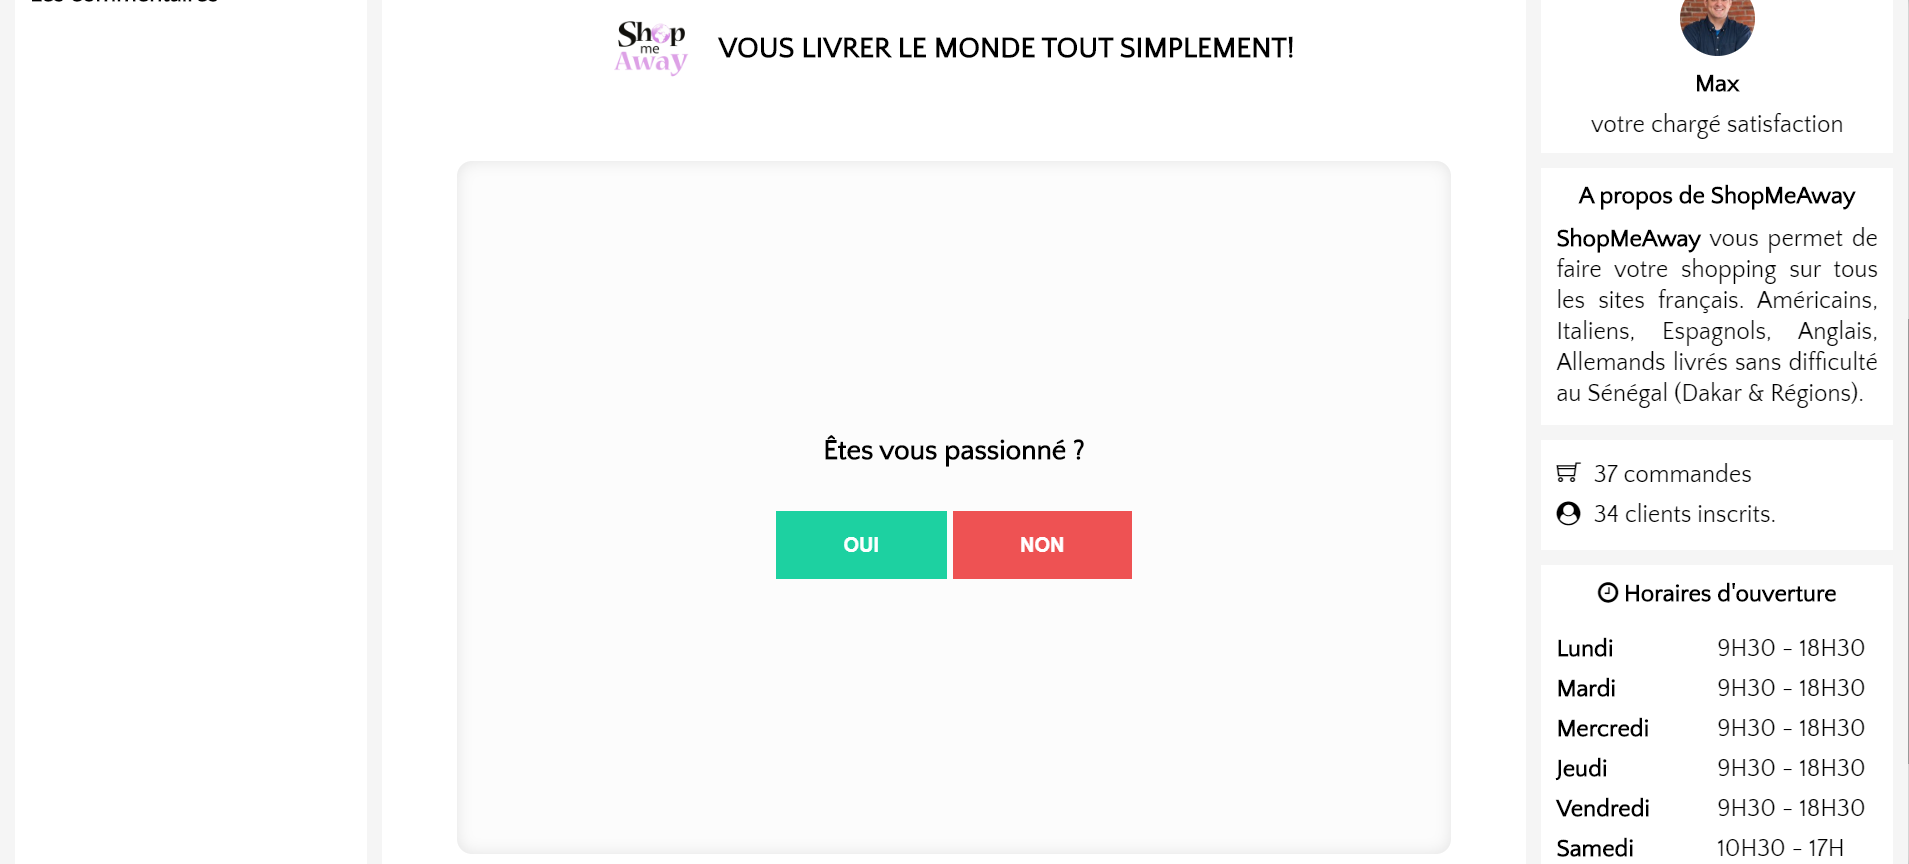 Les commentaires
Shop
me
Away
VOUS LIVRER LE MONDE TOUT SIMPLEMENT!
Êtes vous passionné ?
OUI
NON
Max
votre chargé satisfaction
A propos de ShopMeAway
ShopMeAway vous permet de
faire votre shopping sur tous
les sites français. Américains,
Italiens, Espagnols, Anglais,
Allemands livrés sans difficulté
au Sénégal (Dakar & Régions).
37 commandes
34 clients inscrits.
Horaires d'ouverture
Lundi 9H30 - 18H30
Mardi 9H30 - 18H30
Mercredi 9H30 - 18H30
Jeudi 9H30 - 18H30
Vendredi 9H30 - 18H30
Samedi 10H30 - 17H